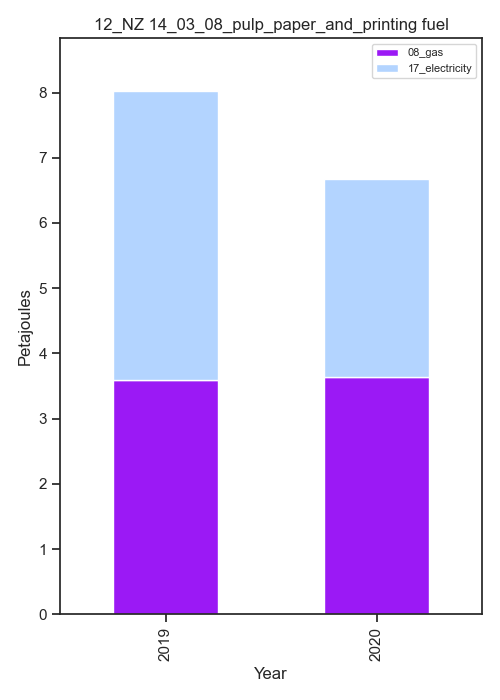 12_NZ 14_03_08_pulp_paper_and_printing fuel
08_gas
17_electricity
Petajoules
8
7
6
5
4
3
2
1
0
2019
2020
Year